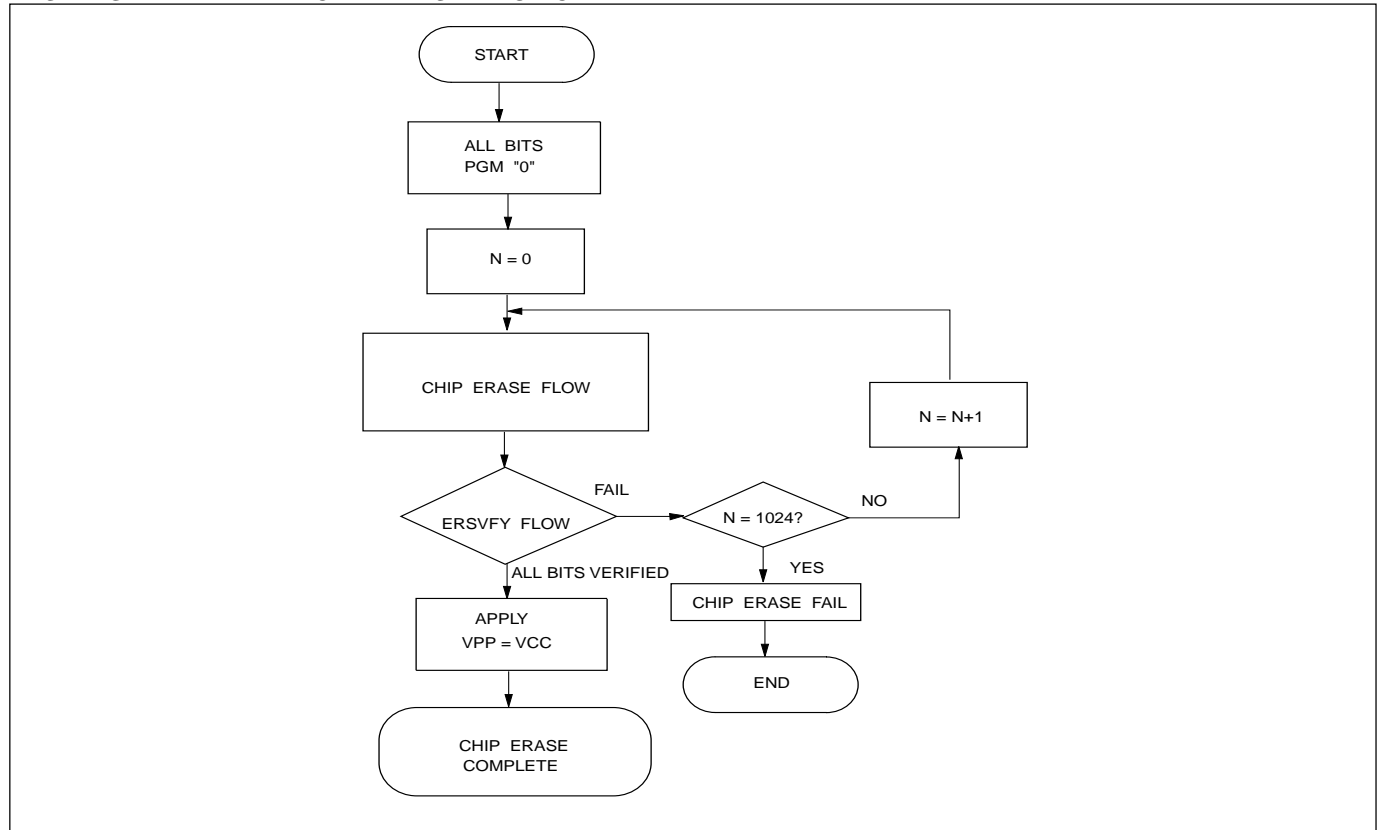 START
ALL BITS
PGM "0"
N = 0
CHIP ERASE FLOW
N = N+1
FAIL
NO
ERSVFY FLOW
N = 1024?
YES
ALL BITS VERIFIED
CHIP ERASE FAIL
APPLY
VPP = VCC
END
CHIP ERASE
COMPLETE